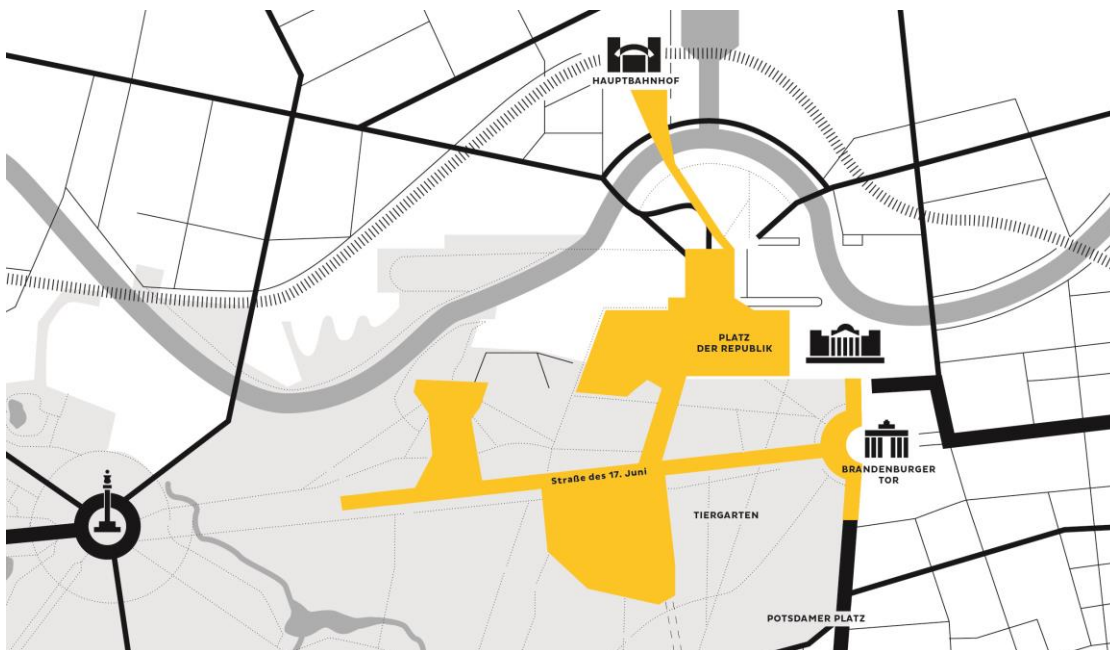 HAUPTBAHNHOF
PLATZ
DER REPUBLIK
BRANDENBURGER
TOR
Straße des 17. Juni
TIERGARTEN
POTSDAMER PLATZ